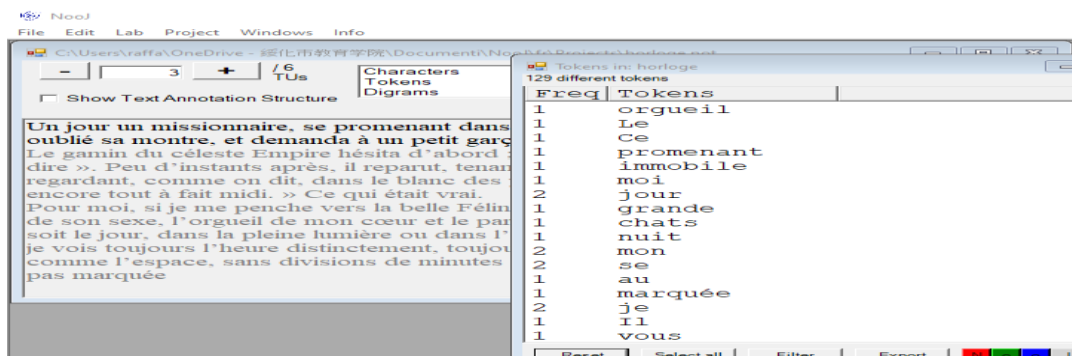 NooJ
File Edit Lab Project Windows Info
C:\Users\raffa\OneDrive - 绥化市教育学院\Documenti\NooJ\fr\Projects\horloge.not
- 3 + / 6 TUs
Show Text Annotation Structure
Characters
Tokens
Digrams
Un jour un missionnaire, se promenant dans
oublié sa montre, et demanda à un petit garç
Le gamin du céleste Empire hésita d'abord ;
dire ». Peu d'instants après, il reparut, tenan
regardant, comme on dit, dans le blanc des
encore tout à fait midi. » Ce qui était vrai.
Pour moi, si je me penche vers la belle Félin
de son sexe, l'orgueil de mon cœur et le par
soit le jour, dans la pleine lumière ou dans l'
je vois toujours l'heure distinctement, toujou
comme l'espace, sans divisions de minutes
pas marquée
Tokens in: horloge
129 different tokens
Freq Tokens
1 orgueil
1 Le
1 Ce
1 promenant
1 immobile
1 moi
2 jour
1 grande
1 chats
1 nuit
2 mon
2 se
1 au
1 marquée
2 je
1 Il
1 vous
Reset Select all Filter Export